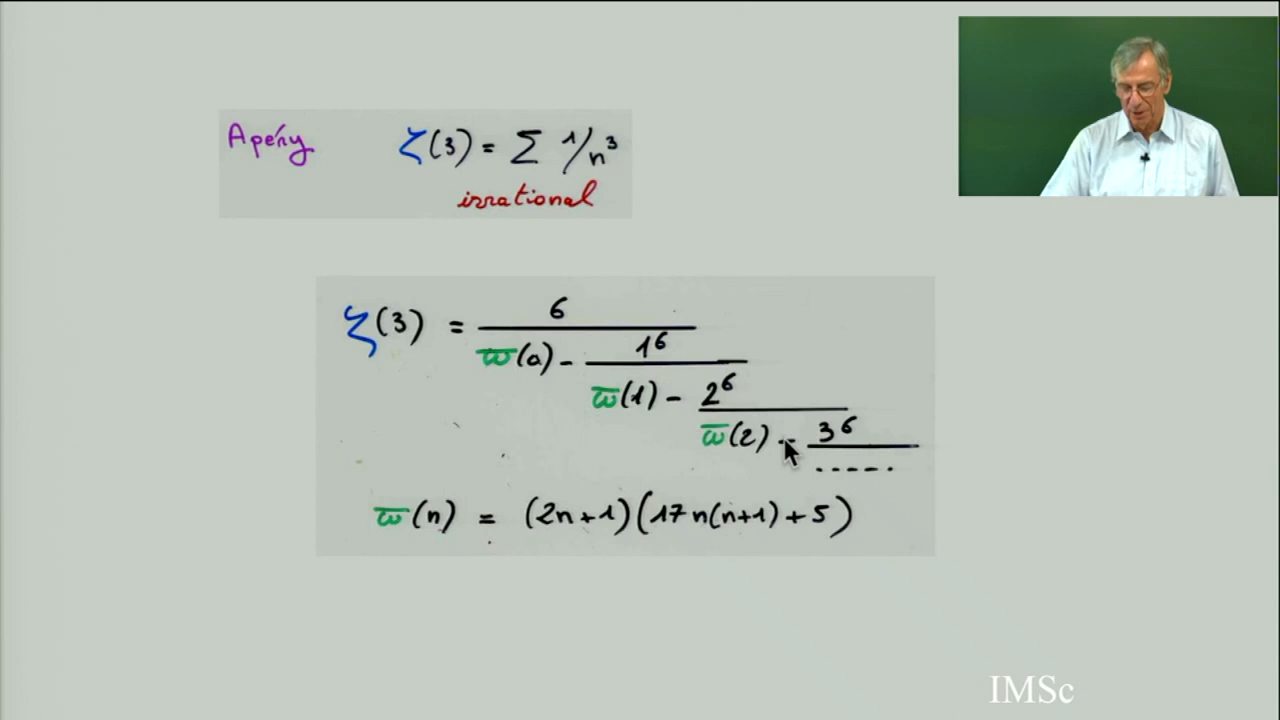 Apéry ζ(3) = ∑ 1/n³
irrational
ζ(3) = 6
ϖ(0) - 1⁶
ϖ(1) - 2⁶
ϖ(2) - 3⁶
.....
ϖ(n) = (2n+1)(17n(n+1)+5)
IMSc